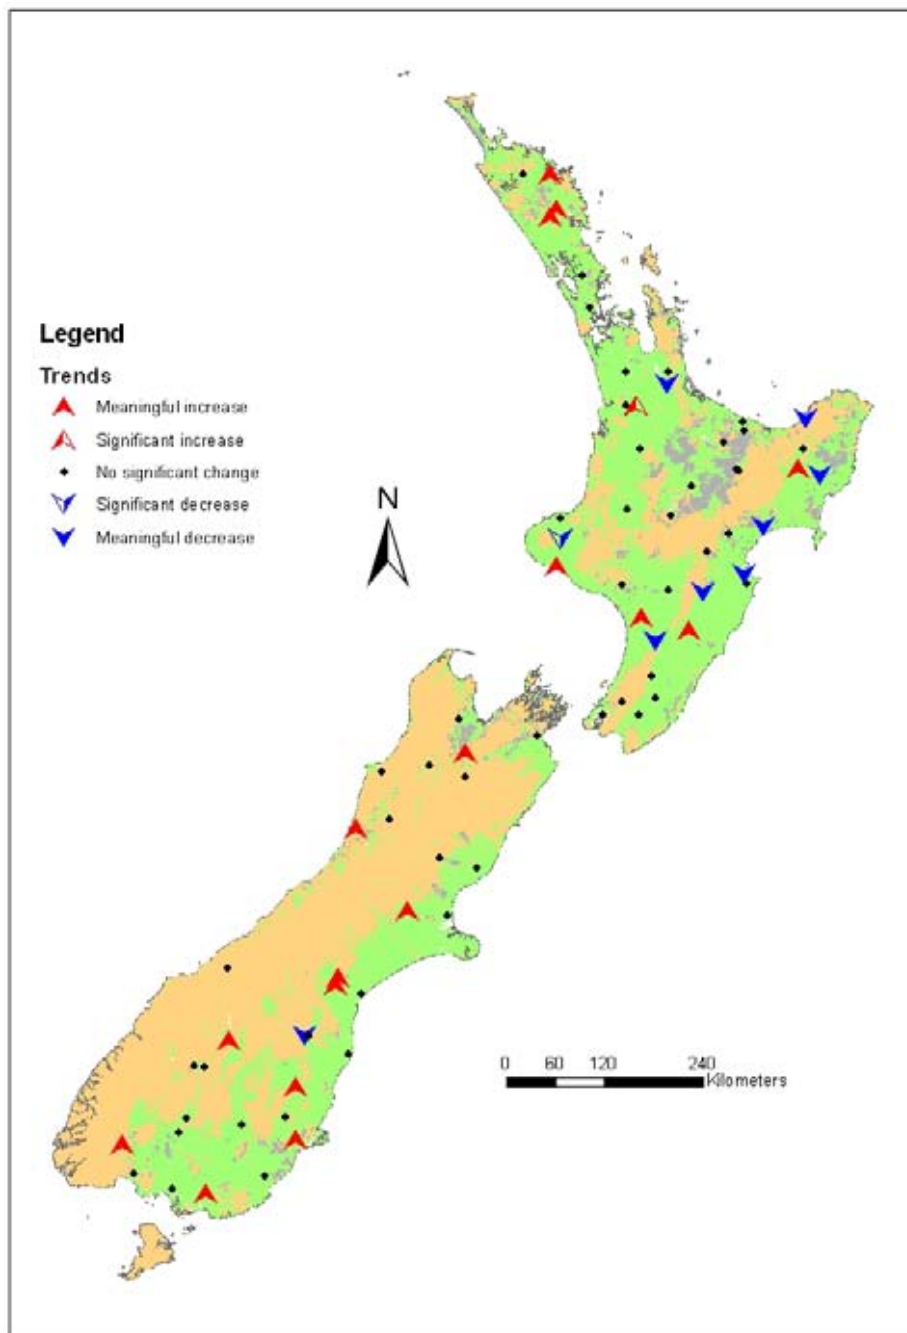 Legend
Trends
Meaningful increase
Significant increase
No significant change
Significant decrease
Meaningful decrease
N
0 60 120 240
Kilometers